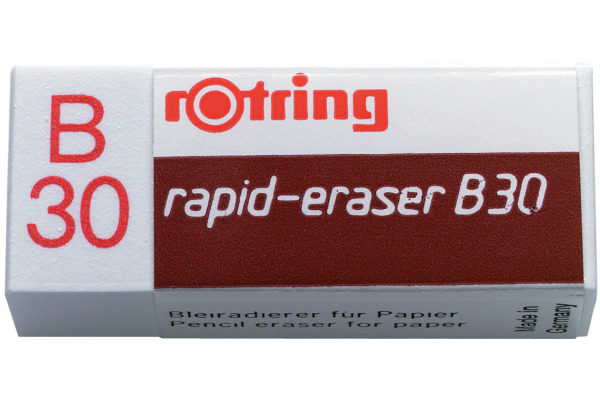 B
30
rotring
rapid-eraser B30
Bleiradierer für Papier
Pencil eraser for paper
Made in
Germany